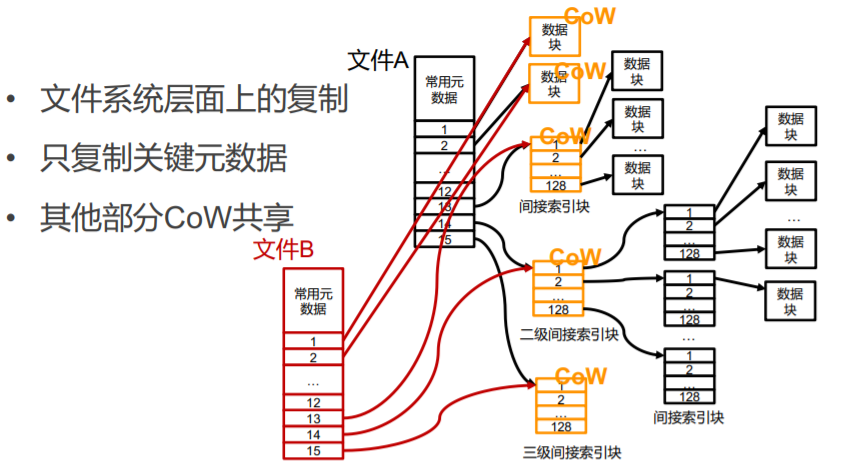 • 文件系统层面上的复制
• 只复制关键元数据
• 其他部分CoW共享
文件A
常用元
数据
1
2
…
12
13
14
15
文件B
常用元
数据
1
2
…
12
13
14
15
CoW
数据
块
CoW
数据
块
CoW
1
2
…
128
间接索引块
数据
块
数据
块
…
数据
块
CoW
1
2
…
128
二级间接索引块
CoW
1
2
…
128
三级间接索引块
1
2
…
128
1
2
…
128
…
1
2
…
128
间接索引块
数据
块
数据
块
…
数据
块
数据
块